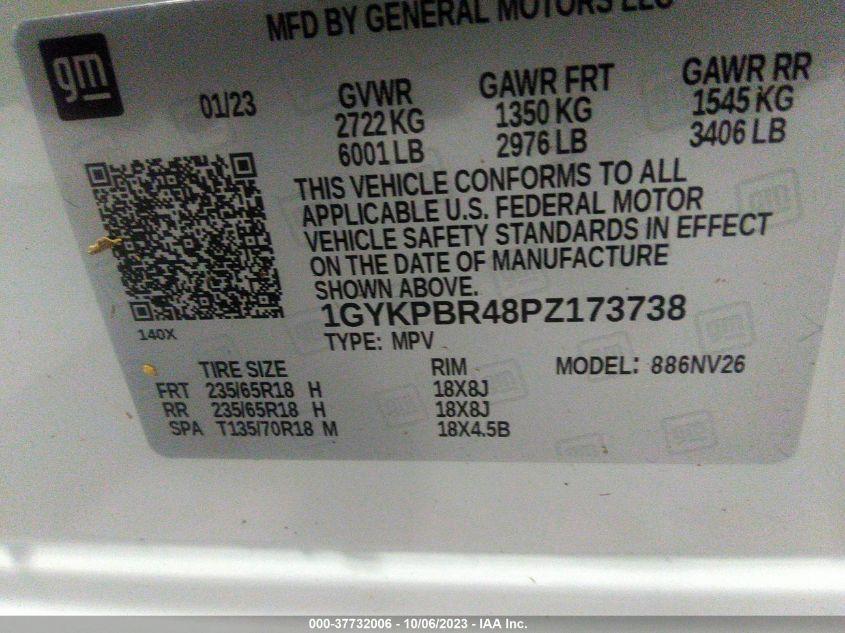 MFD BY GENERAL MOTORS LLC
gm
01/23
GVWR
2722 KG
6001 LB
GAWR FRT
1350 KG
2976 LB
GAWR RR
1545 KG
3406 LB
THIS VEHICLE CONFORMS TO ALL
APPLICABLE U.S. FEDERAL MOTOR
VEHICLE SAFETY STANDARDS IN EFFECT
ON THE DATE OF MANUFACTURE
SHOWN ABOVE.
1GYKPBR48PZ173738
140X
TYPE: MPV
TIRE SIZE RIM MODEL: 886NV26
FRT 235/65R18 H 18X8J
RR 235/65R18 H 18X8J
SPA T135/70R18 M 18X4.5B
000-37732006 - 10/06/2023 - IAA Inc.